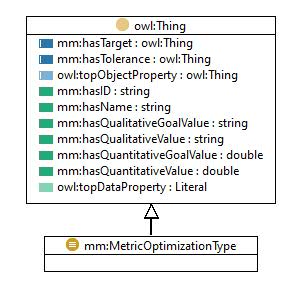 owl:Thing
mm:hasTarget : owl:Thing
mm:hasTolerance : owl:Thing
owl:topObjectProperty : owl:Thing
mm:hasID : string
mm:hasName : string
mm:hasQualitativeGoalValue : string
mm:hasQualitativeValue : string
mm:hasQuantitativeGoalValue : double
mm:hasQuantitativeValue : double
owl:topDataProperty : Literal
mm:MetricOptimizationType